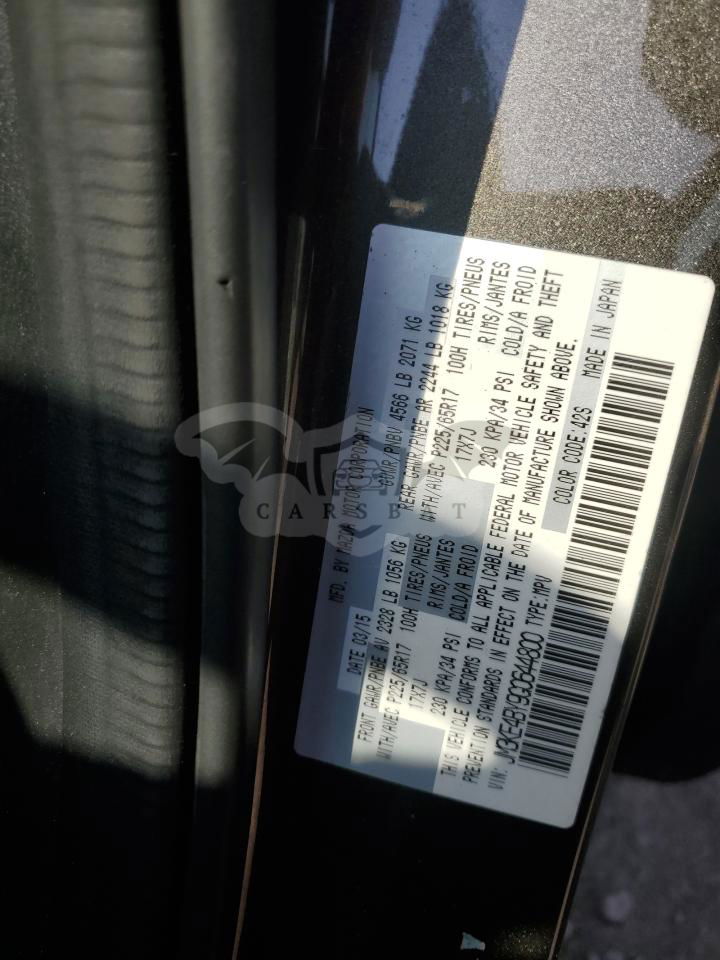 MFD. BY MAZDA MOTOR CORPORATION
DATE 03/15 GVWR/PNBV 4566 LB 2071 KG
FRONT GAWR/PNBE AV 2328 LB 1056 KG REAR GAWR/PNBE AR 2244 LB 1018 KG
WITH/AVEC P225/65R17 100H TIRES/PNEUS WITH/AVEC P225/65R17 100H TIRES/PNEUS
17X7J RIMS/JANTES 17X7J RIMS/JANTES
230 KPA/34 PSI COLD/A FROID 230 KPA/34 PSI COLD/A FROID
THIS VEHICLE CONFORMS TO ALL APPLICABLE FEDERAL MOTOR VEHICLE SAFETY AND THEFT
PREVENTION STANDARDS IN EFFECT ON THE DATE OF MANUFACTURE SHOWN ABOVE.
VIN: JM3KE4BY9G0644800 TYPE:MPV COLOR CODE:42S MADE IN JAPAN